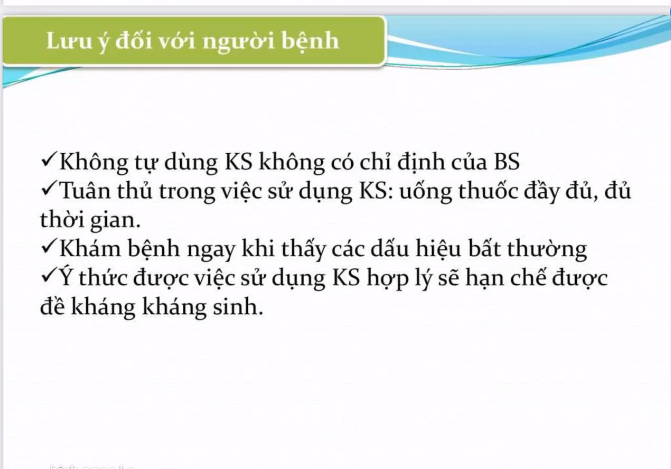 Lưu ý đối với người bệnh
✓Không tự dùng KS không có chỉ định của BS
✓Tuân thủ trong việc sử dụng KS: uống thuốc đầy đủ, đủ
thời gian.
✓Khám bệnh ngay khi thấy các dấu hiệu bất thường
✓Ý thức được việc sử dụng KS hợp lý sẽ hạn chế được
đề kháng kháng sinh.